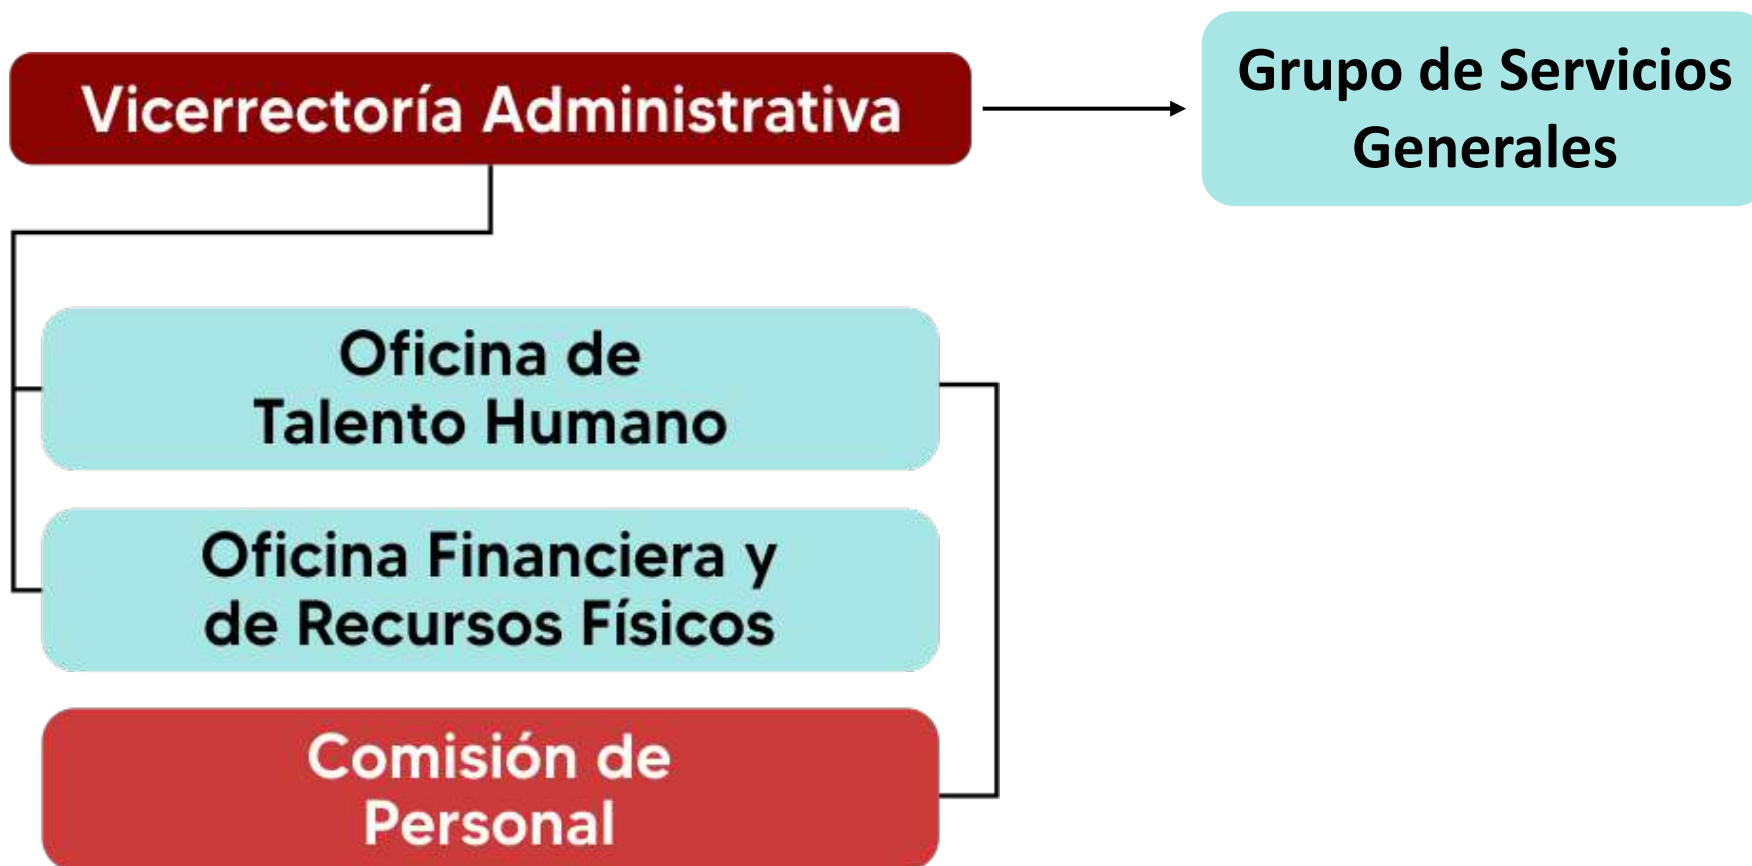 Vicerrectoría Administrativa
Grupo de Servicios
Generales
Oficina de
Talento Humano
Oficina Financiera y
de Recursos Físicos
Comisión de
Personal